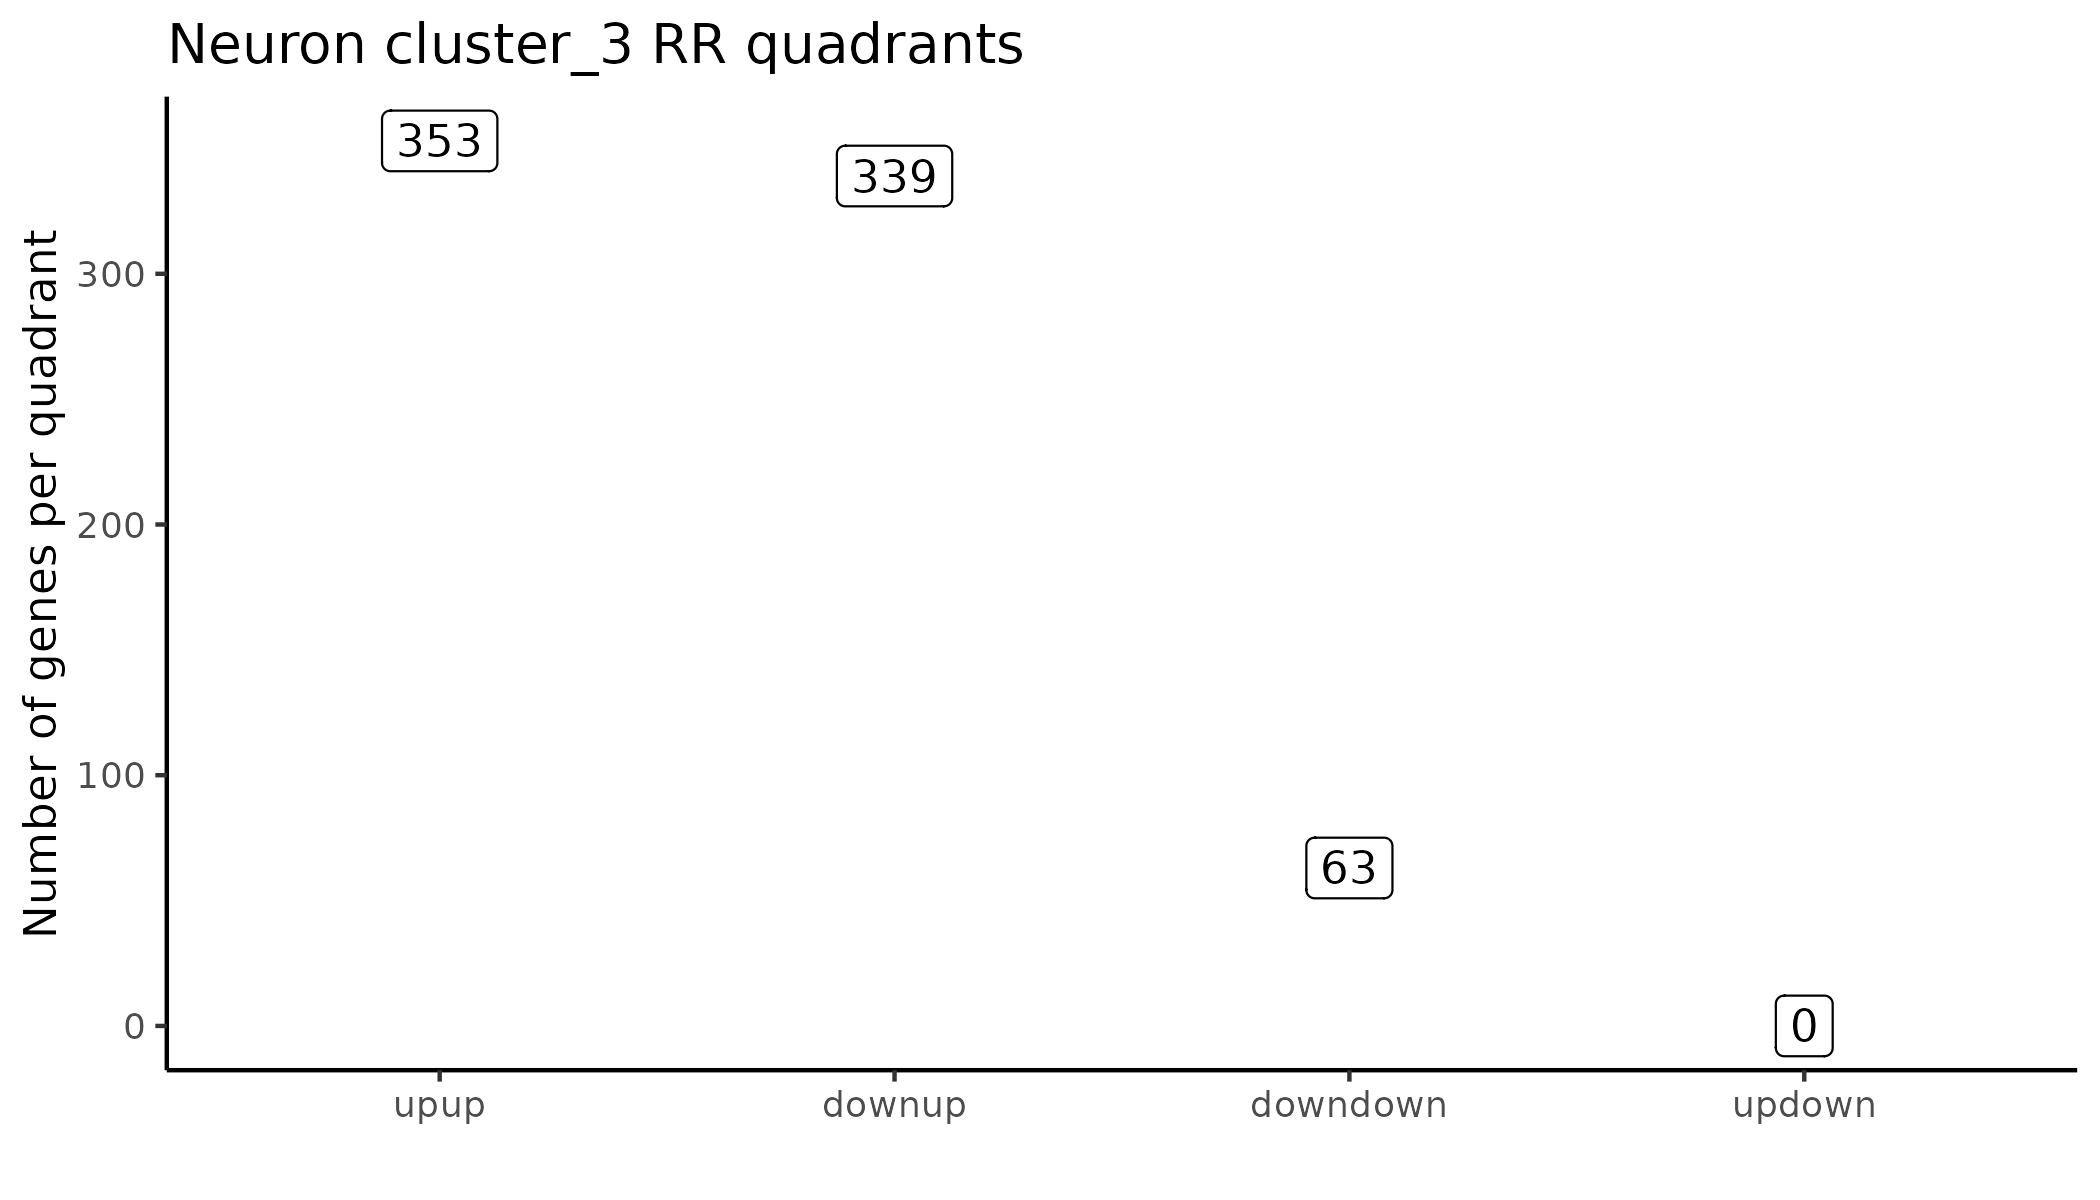 Neuron cluster_3 RR quadrants
Number of genes per quadrant
300
200
100
0
353
339
63
0
upup
downup
downdown
updown